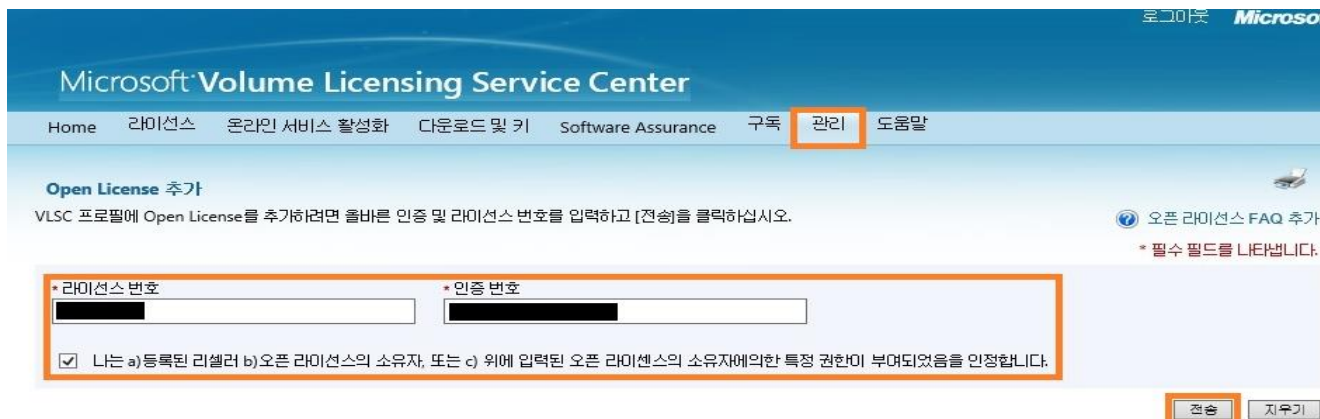 로그아웃 Microso
Microsoft Volume Licensing Service Center
Home 라이선스 온라인 서비스 활성화 다운로드 및 키 Software Assurance 구독 관리 도움말
Open License 추가
VLSC 프로필에 Open License를 추가하려면 올바른 인증 및 라이선스 번호를 입력하고 [전송]을 클릭하십시오.
오픈 라이선스 FAQ 추가
* 필수 필드를 나타냅니다.
* 라이선스 번호 * 인증 번호
나는 a)등록된 리셀러 b)오픈 라이선스의 소유자, 또는 c) 위에 입력된 오픈 라이센스의 소유자에의한 특정 권한이 부여되었음을 인정합니다.
전송 지우기